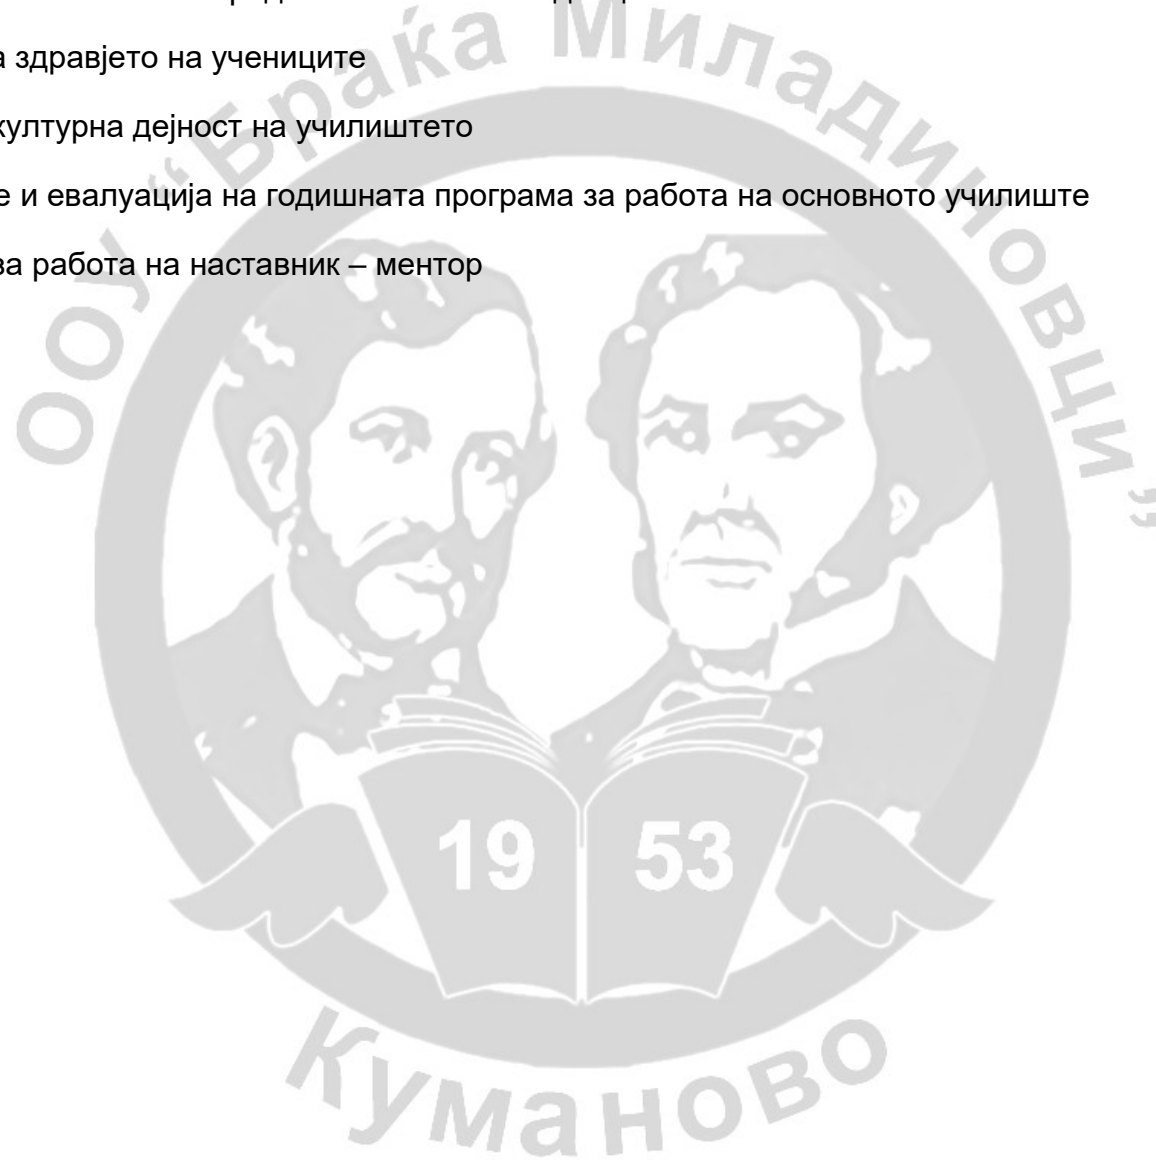 а здравјето на учениците
културна дејност на училиштето
е и евалуација на годишната програма за работа на основното училиште
за работа на наставник – ментор
ООУ “Браќа Миладиновци”
19 53
Куманово